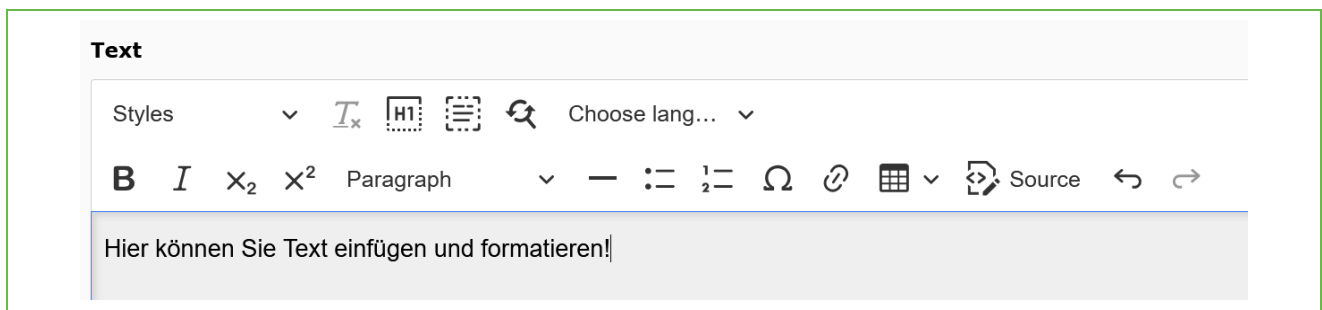 Text
Styles Choose lang...
B I X₂ X² Paragraph Ω Source
Hier können Sie Text einfügen und formatieren!